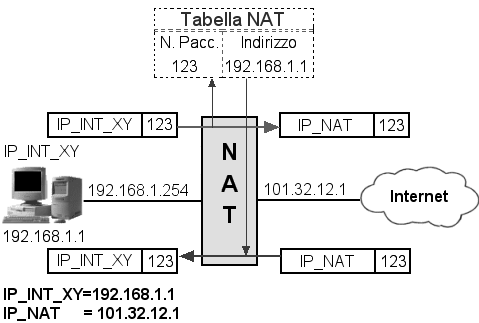 Tabella NAT
N. Pacc. Indirizzo
123 192.168.1.1
IP_INT_XY 123 IP_NAT 123
IP_INT_XY
NAT
192.168.1.254 101.32.12.1
Internet
192.168.1.1
IP_INT_XY 123 IP_NAT 123
IP_INT_XY=192.168.1.1
IP_NAT = 101.32.12.1